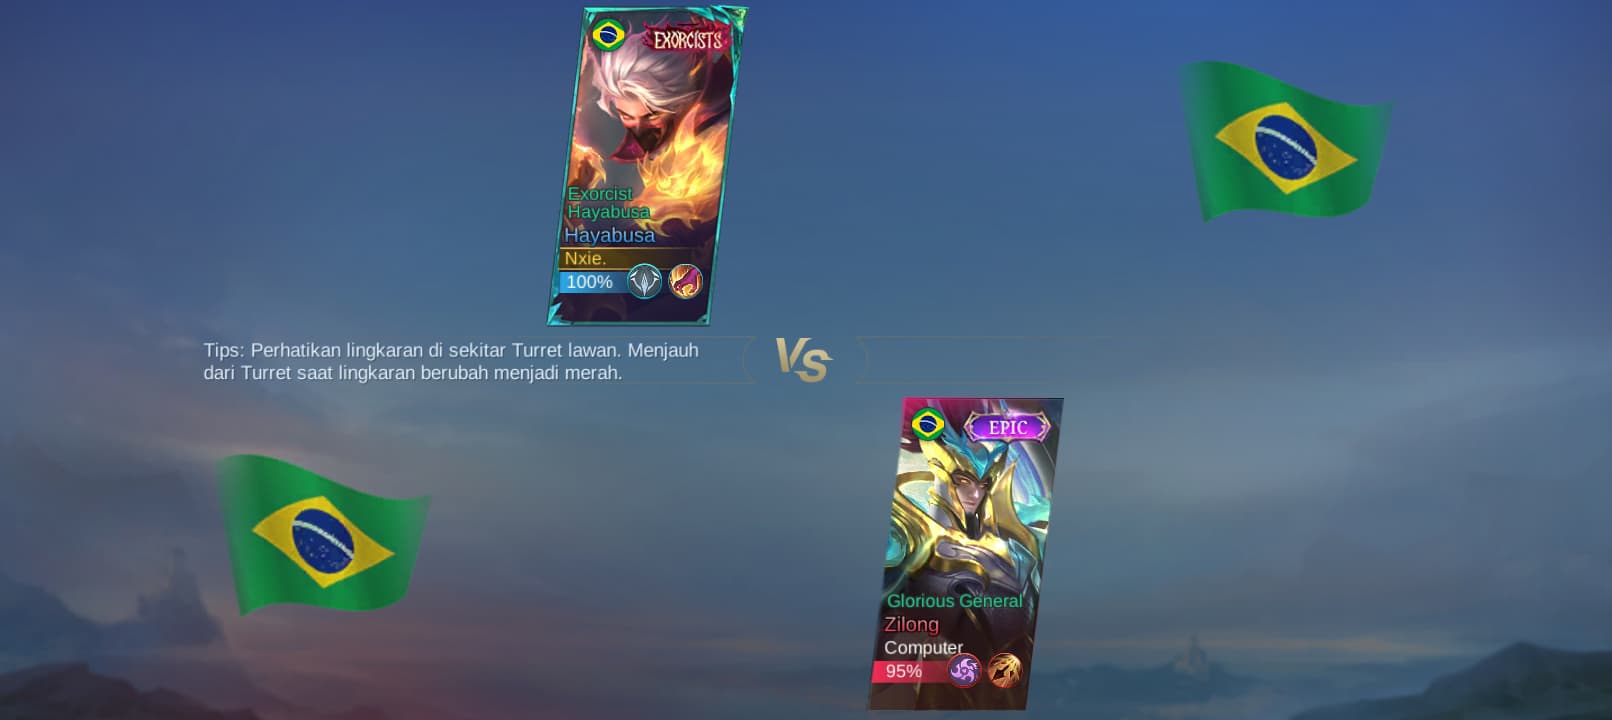 EXORCISTS
Exorcist
Hayabusa
Hayabusa
Nxie.
100%
Tips: Perhatikan lingkaran di sekitar Turret lawan. Menjauh
dari Turret saat lingkaran berubah menjadi merah.
VS
EPIC
Glorious General
Zilong
Computer
95%